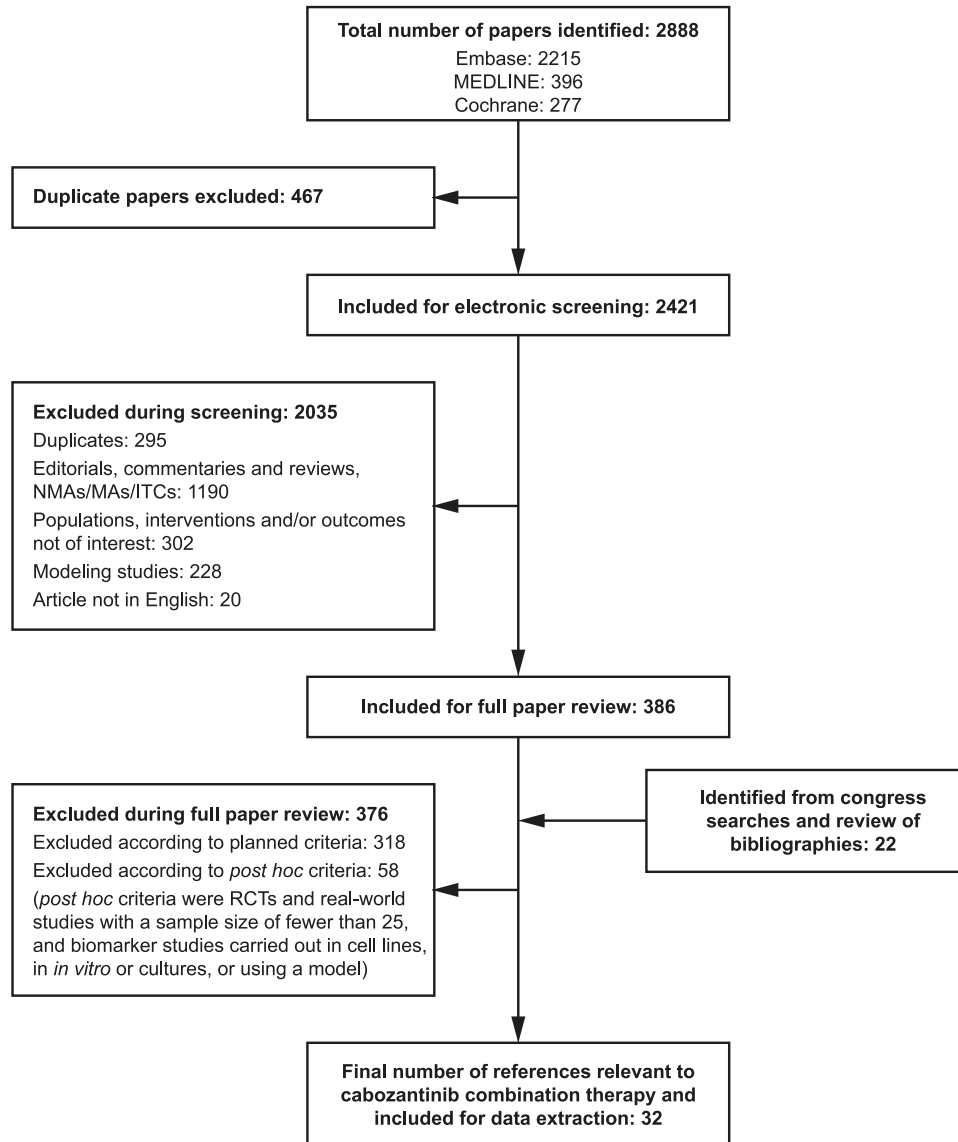 Total number of papers identified: 2888
Embase: 2215
MEDLINE: 396
Cochrane: 277
Duplicate papers excluded: 467
Included for electronic screening: 2421
Excluded during screening: 2035
Duplicates: 295
Editorials, commentaries and reviews,
NMAs/MAs/ITCs: 1190
Populations, interventions and/or outcomes
not of interest: 302
Modeling studies: 228
Article not in English: 20
Included for full paper review: 386
Identified from congress
searches and review of
bibliographies: 22
Excluded during full paper review: 376
Excluded according to planned criteria: 318
Excluded according to post hoc criteria: 58
(post hoc criteria were RCTs and real-world
studies with a sample size of fewer than 25,
and biomarker studies carried out in cell lines,
in in vitro or cultures, or using a model)
Final number of references relevant to
cabozantinib combination therapy and
included for data extraction: 32